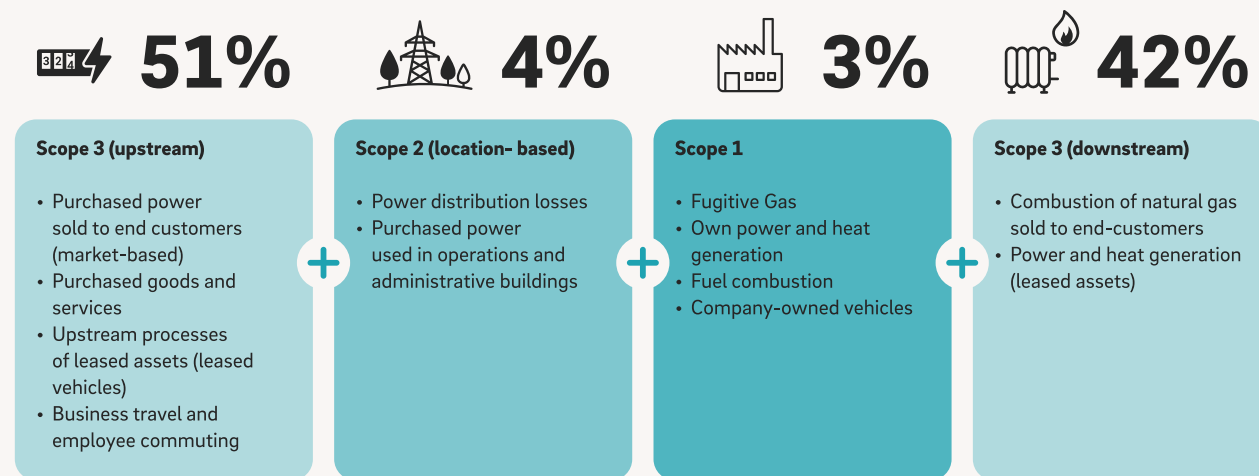 51%
4%
3%
42%
Scope 3 (upstream)
• Purchased power
sold to end customers
(market-based)
• Purchased goods and
services
• Upstream processes
of leased assets (leased
vehicles)
• Business travel and
employee commuting
Scope 2 (location- based)
• Power distribution losses
• Purchased power
used in operations and
administrative buildings
Scope 1
• Fugitive Gas
• Own power and heat
generation
• Fuel combustion
• Company-owned vehicles
Scope 3 (downstream)
• Combustion of natural gas
sold to end-customers
• Power and heat generation
(leased assets)